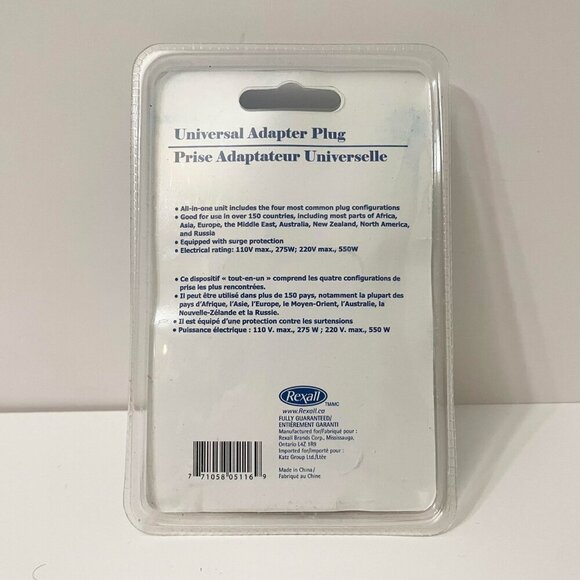 Universal Adapter Plug
Prise Adaptateur Universelle
• All-in-one unit includes the four most common plug configurations
• Good for use in over 150 countries, including most parts of Africa,
Asia, Europe, the Middle East, Australia, New Zealand, North America,
and Russia
• Equipped with surge protection
• Electrical rating: 110V max., 275W; 220V max., 550W
• Ce dispositif « tout-en-un » comprend les quatre configurations de
prise les plus rencontrées.
• Il peut être utilisé dans plus de 150 pays, notamment la plupart des
pays d'Afrique, l'Asie, l'Europe, le Moyen-Orient, l'Australie, la
Nouvelle-Zélande et la Russie.
• Il est équipé d'une protection contre les surtensions
• Puissance électrique : 110 V. max., 275 W ; 220 V. max., 550 W
Rexall
TM/MC
www.Rexall.ca
FULLY GUARANTEED/
ENTIÈREMENT GARANTI
Manufactured for/Fabriqué pour :
Rexall Brands Corp., Mississauga,
Ontario L4Z 1R9
Imported for/importé pour :
Katz Group Ltd./Ltée
Made in China/
Fabriqué au Chine
7 71058 05116 9